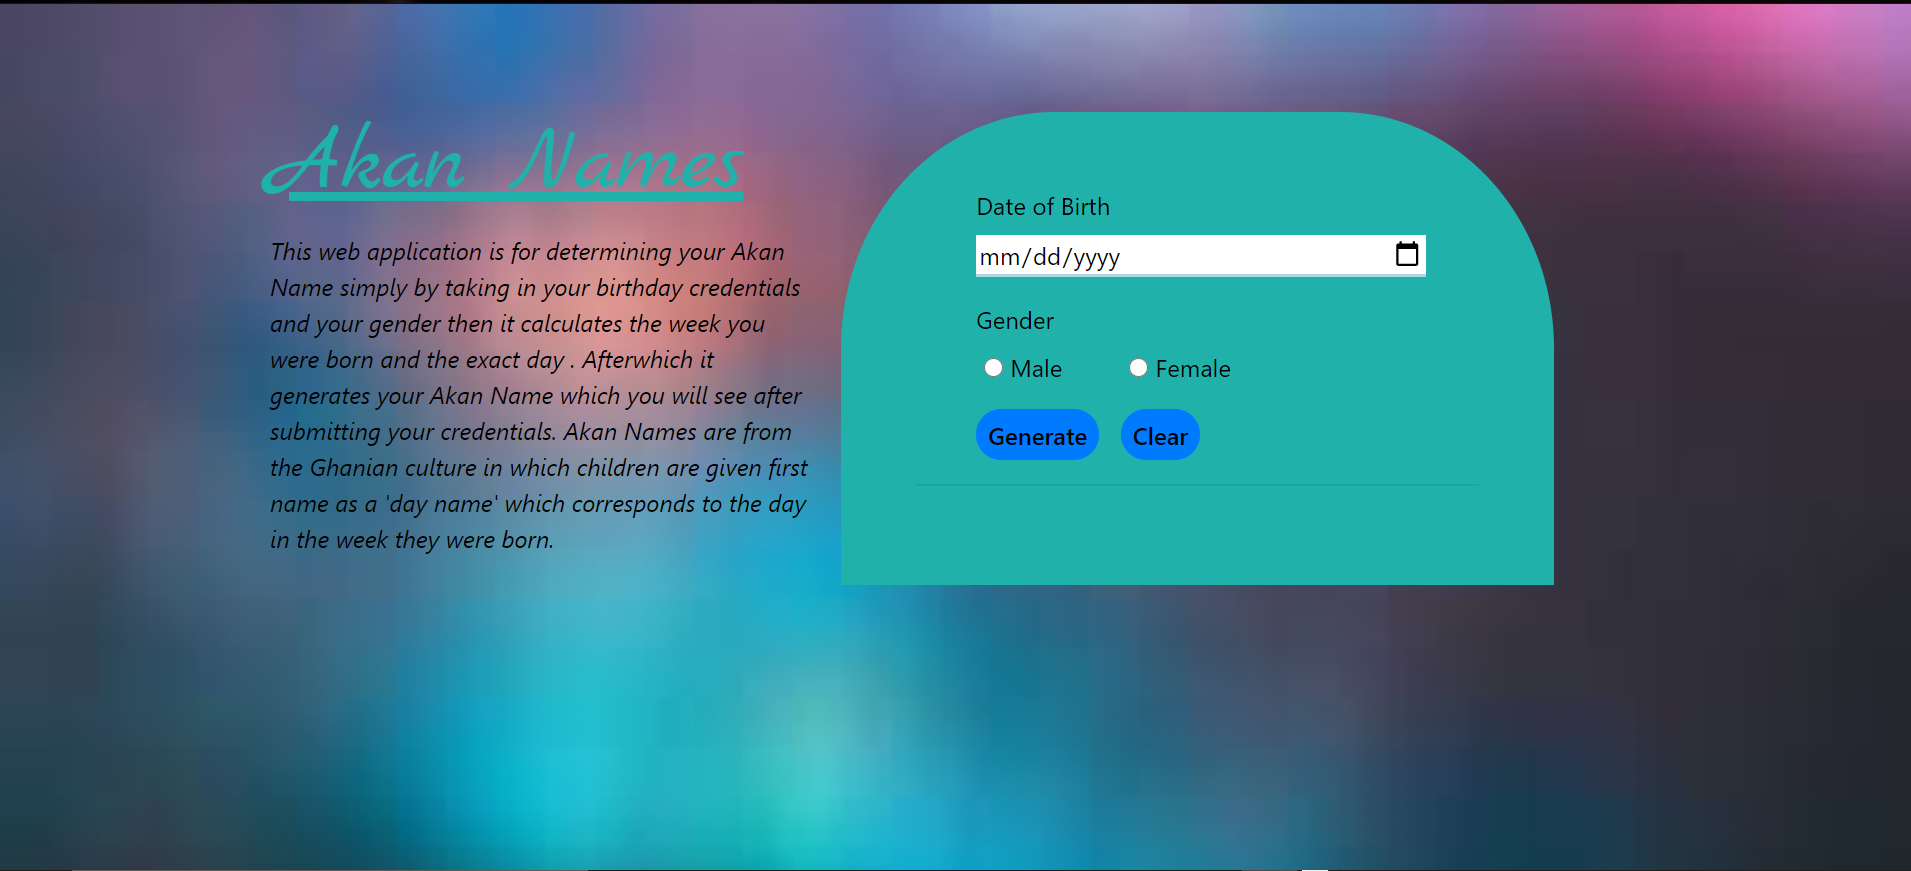 Akan Names
This web application is for determining your Akan
Name simply by taking in your birthday credentials
and your gender then it calculates the week you
were born and the exact day . Afterwhich it
generates your Akan Name which you will see after
submitting your credentials. Akan Names are from
the Ghanian culture in which children are given first
name as a 'day name' which corresponds to the day
in the week they were born.
Date of Birth
mm/dd/yyyy
Gender
Male Female
Generate Clear